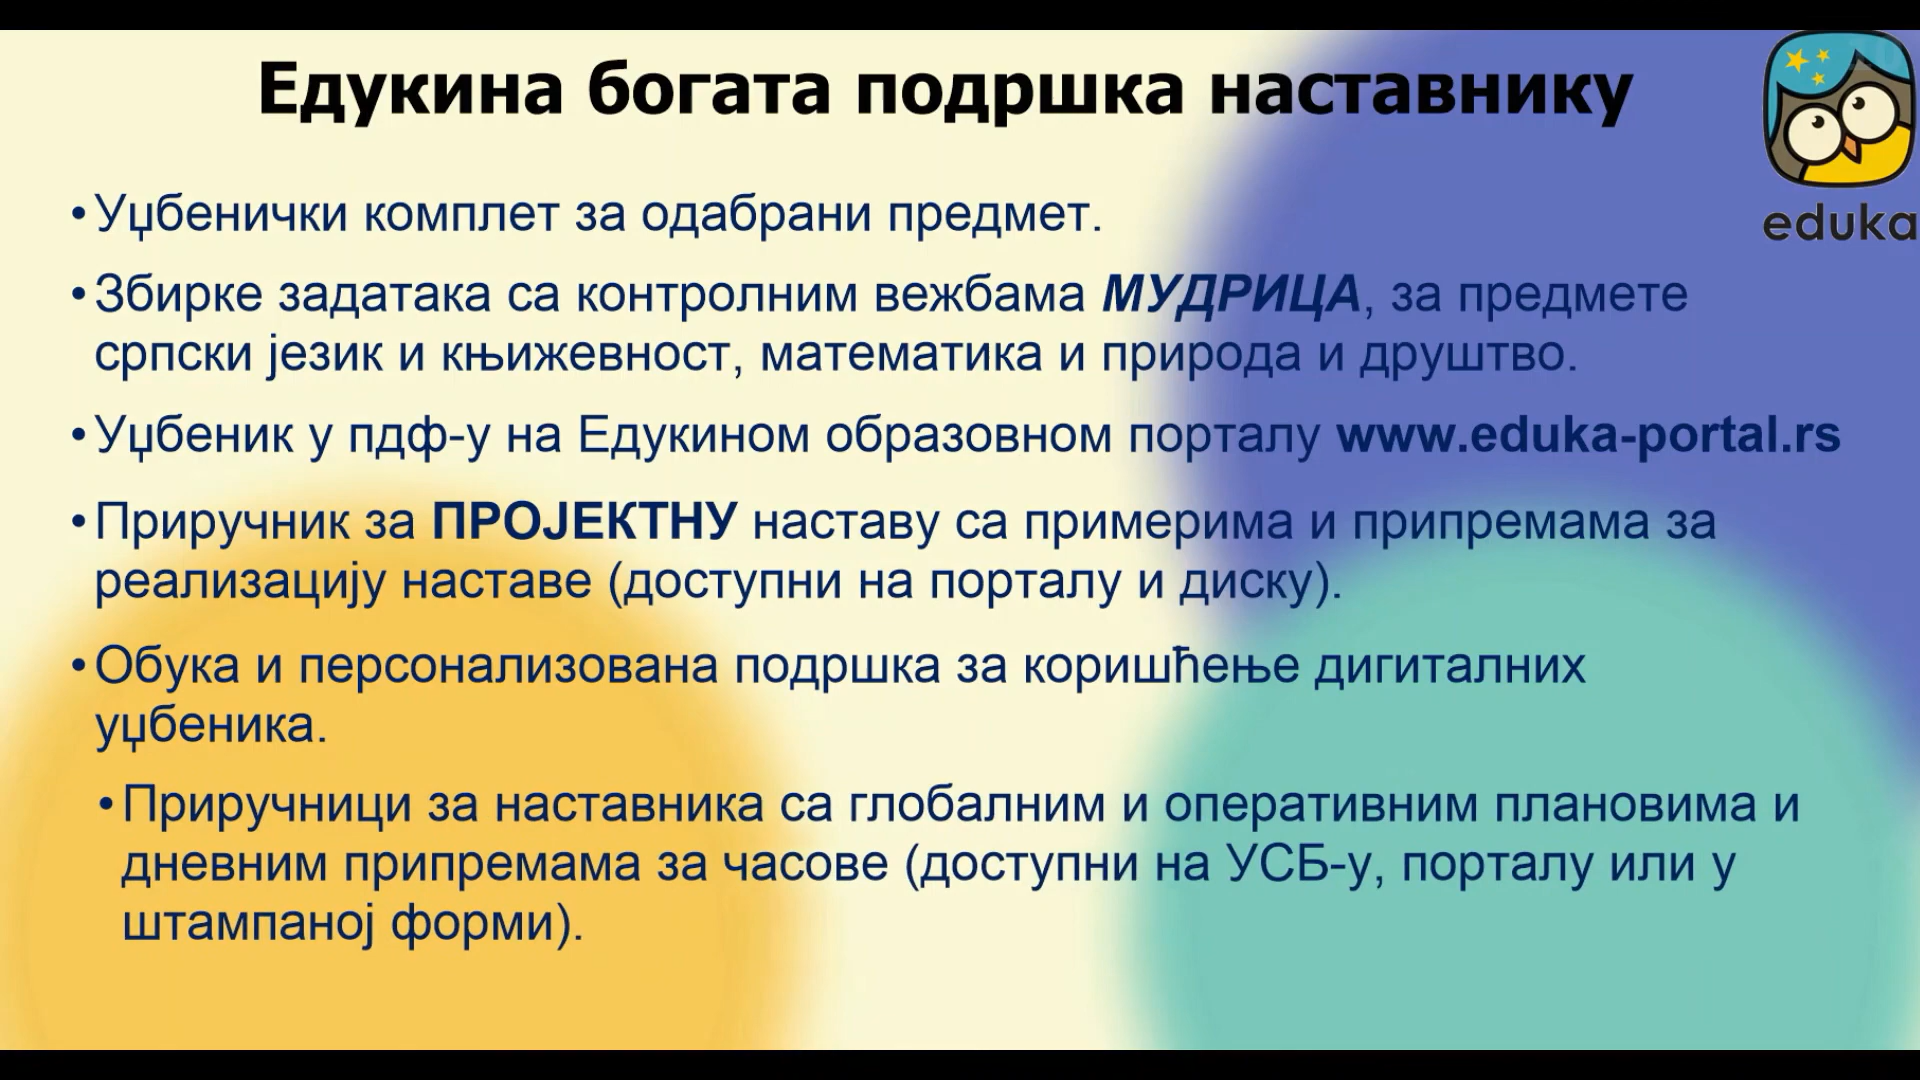 Едукина богата подршка наставнику
eduka
•Уџбенички комплет за одабрани предмет.
•Збирке задатака са контролним вежбама МУДРИЦА, за предмете
српски језик и књижевност, математика и природа и друштво.
•Уџбеник у пдф-у на Едукином образовном порталу www.eduka-portal.rs
•Приручник за ПРОЈЕКТНУ наставу са примерима и припремама за
реализацију наставе (доступни на порталу и диску).
•Обука и персонализована подршка за коришћење дигиталних
уџбеника.
•Приручници за наставника са глобалним и оперативним плановима и
дневним припремама за часове (доступни на УСБ-у, порталу или у
штампаној форми).